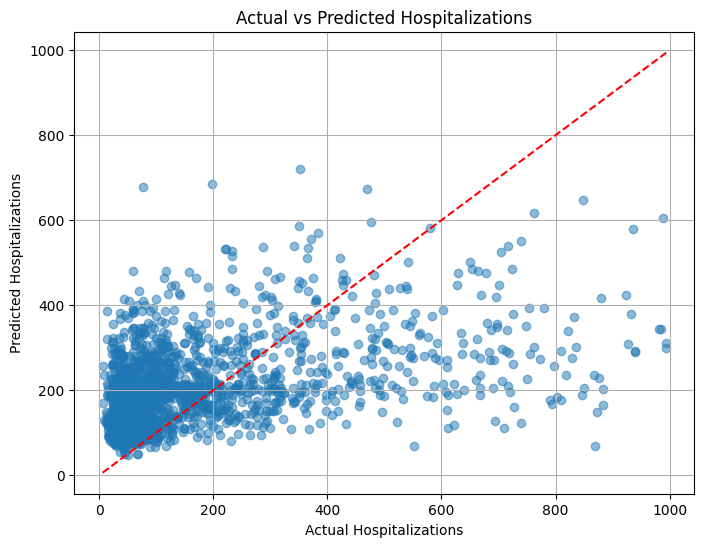 Actual vs Predicted Hospitalizations
Predicted Hospitalizations
1000
800
600
400
200
0
0 200 400 600 800 1000
Actual Hospitalizations